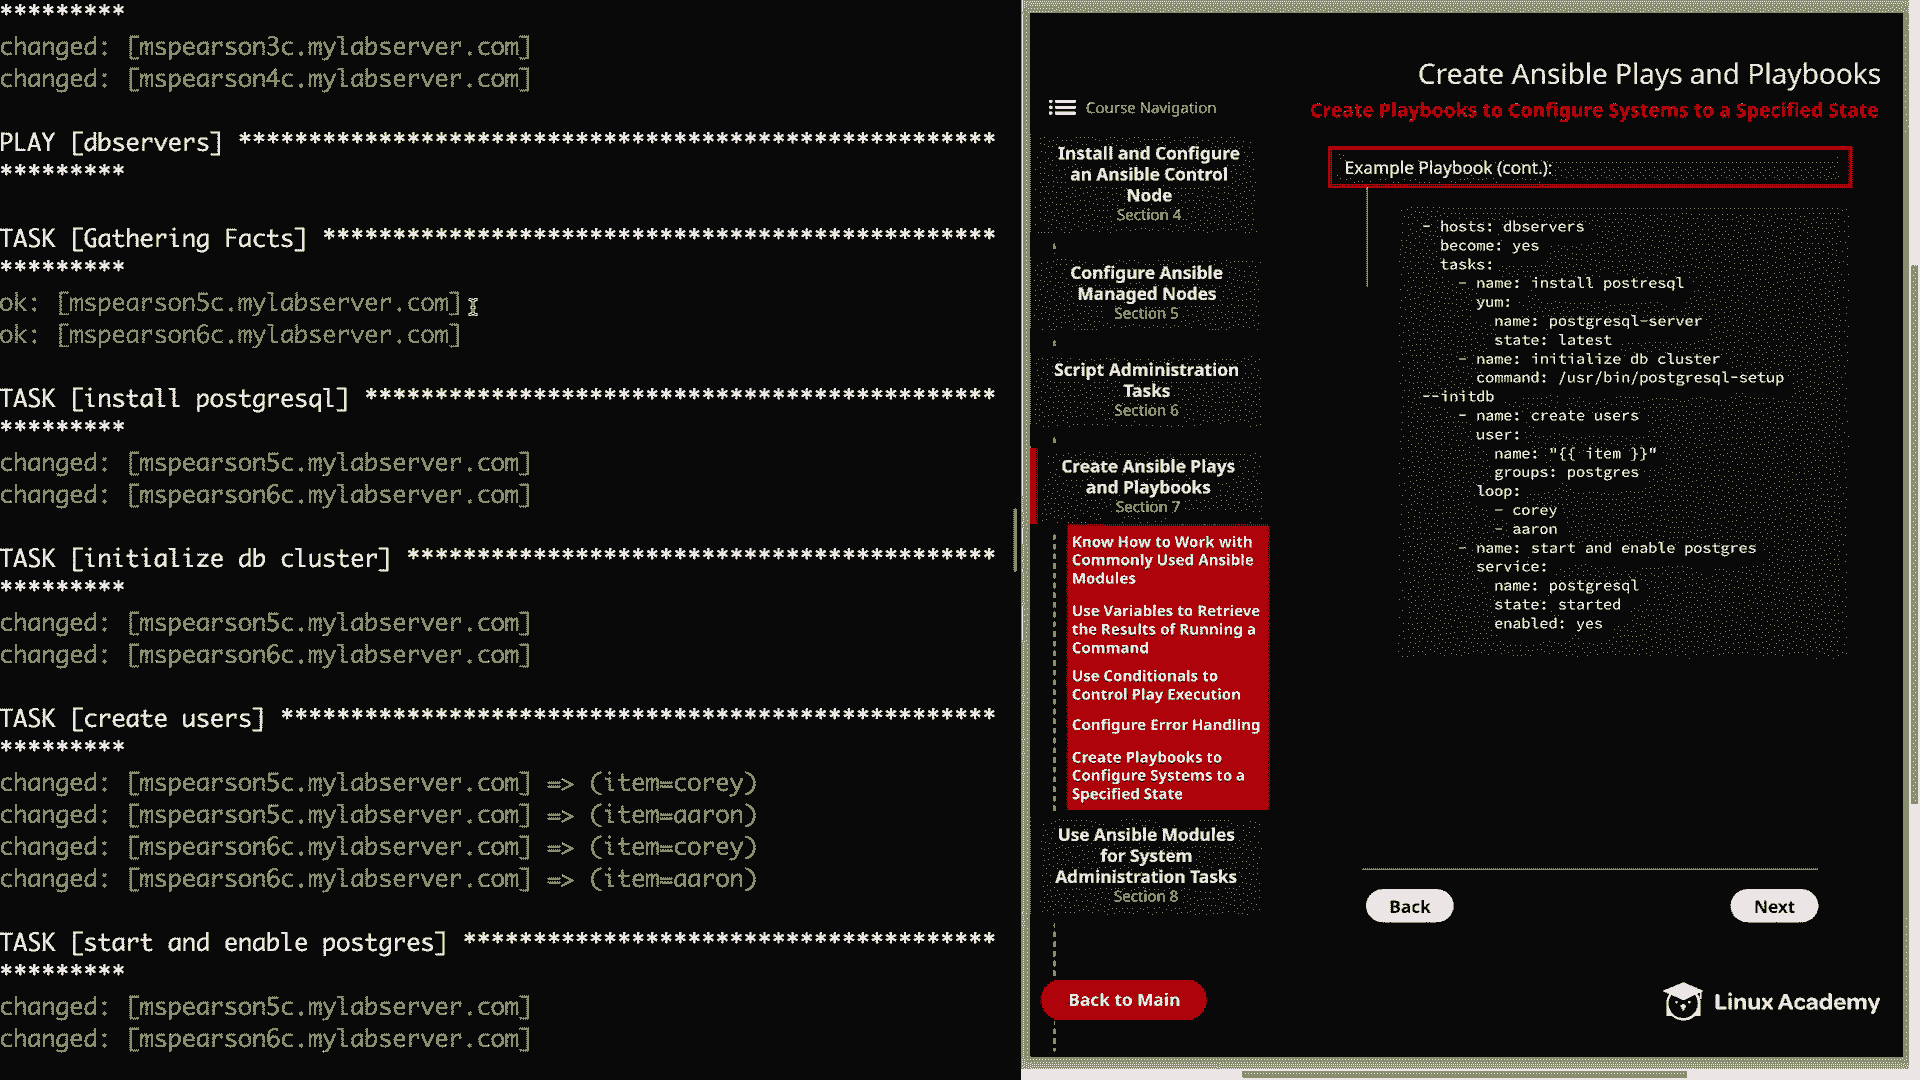 *********
changed: [mspearson3c.mylabserver.com]
changed: [mspearson4c.mylabserver.com]
PLAY [dbservers] ******************************************************
*********
TASK [Gathering Facts] ************************************************
*********
ok: [mspearson5c.mylabserver.com]
ok: [mspearson6c.mylabserver.com]
TASK [install postgresql] *********************************************
*********
changed: [mspearson5c.mylabserver.com]
changed: [mspearson6c.mylabserver.com]
TASK [initialize db cluster] ******************************************
*********
changed: [mspearson5c.mylabserver.com]
changed: [mspearson6c.mylabserver.com]
TASK [create users] ***************************************************
*********
changed: [mspearson5c.mylabserver.com] => (item=corey)
changed: [mspearson5c.mylabserver.com] => (item=aaron)
changed: [mspearson6c.mylabserver.com] => (item=corey)
changed: [mspearson6c.mylabserver.com] => (item=aaron)
TASK [start and enable postgres] **************************************
*********
changed: [mspearson5c.mylabserver.com]
changed: [mspearson6c.mylabserver.com]
Create Ansible Plays and Playbooks
Create Playbooks to Configure Systems to a Specified State
Course Navigation
Install and Configure
an Ansible Control
Node
Section 4
Configure Ansible
Managed Nodes
Section 5
Script Administration
Tasks
Section 6
Create Ansible Plays
and Playbooks
Section 7
Know How to Work with
Commonly Used Ansible
Modules
Use Variables to Retrieve
the Results of Running a
Command
Use Conditionals to
Control Play Execution
Configure Error Handling
Create Playbooks to
Configure Systems to a
Specified State
Use Ansible Modules
for System
Administration Tasks
Section 8
Back to Main
Example Playbook (cont.):
- hosts: dbservers
become: yes
tasks:
- name: install postresql
yum:
name: postgresql-server
state: latest
- name: initialize db cluster
command: /usr/bin/postgresql-setup
--initdb
- name: create users
user:
name: "{{ item }}"
groups: postgres
loop:
- corey
- aaron
- name: start and enable postgres
service:
name: postgresql
state: started
enabled: yes
Back
Next
Linux Academy